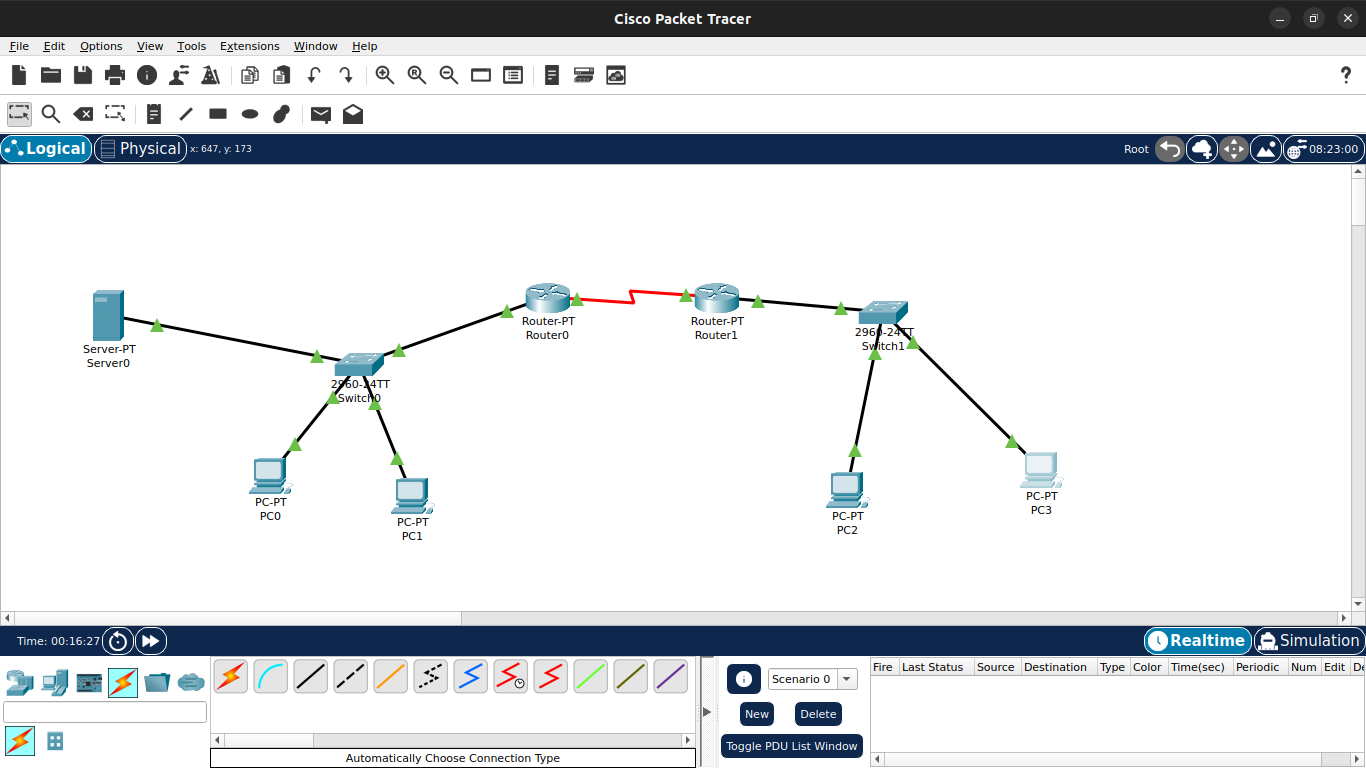 Cisco Packet Tracer
File Edit Options View Tools Extensions Window Help
Logical Physical x: 647, y: 173 Root 08:23:00
Server-PT
Server0
2960-24TT
Switch0
PC-PT
PC0
PC-PT
PC1
Router-PT
Router0
Router-PT
Router1
2960-24TT
Switch1
PC-PT
PC2
PC-PT
PC3
Time: 00:16:27 Realtime Simulation
Fire Last Status Source Destination Type Color Time(sec) Periodic Num Edit De
Scenario 0
New Delete
Toggle PDU List Window
Automatically Choose Connection Type